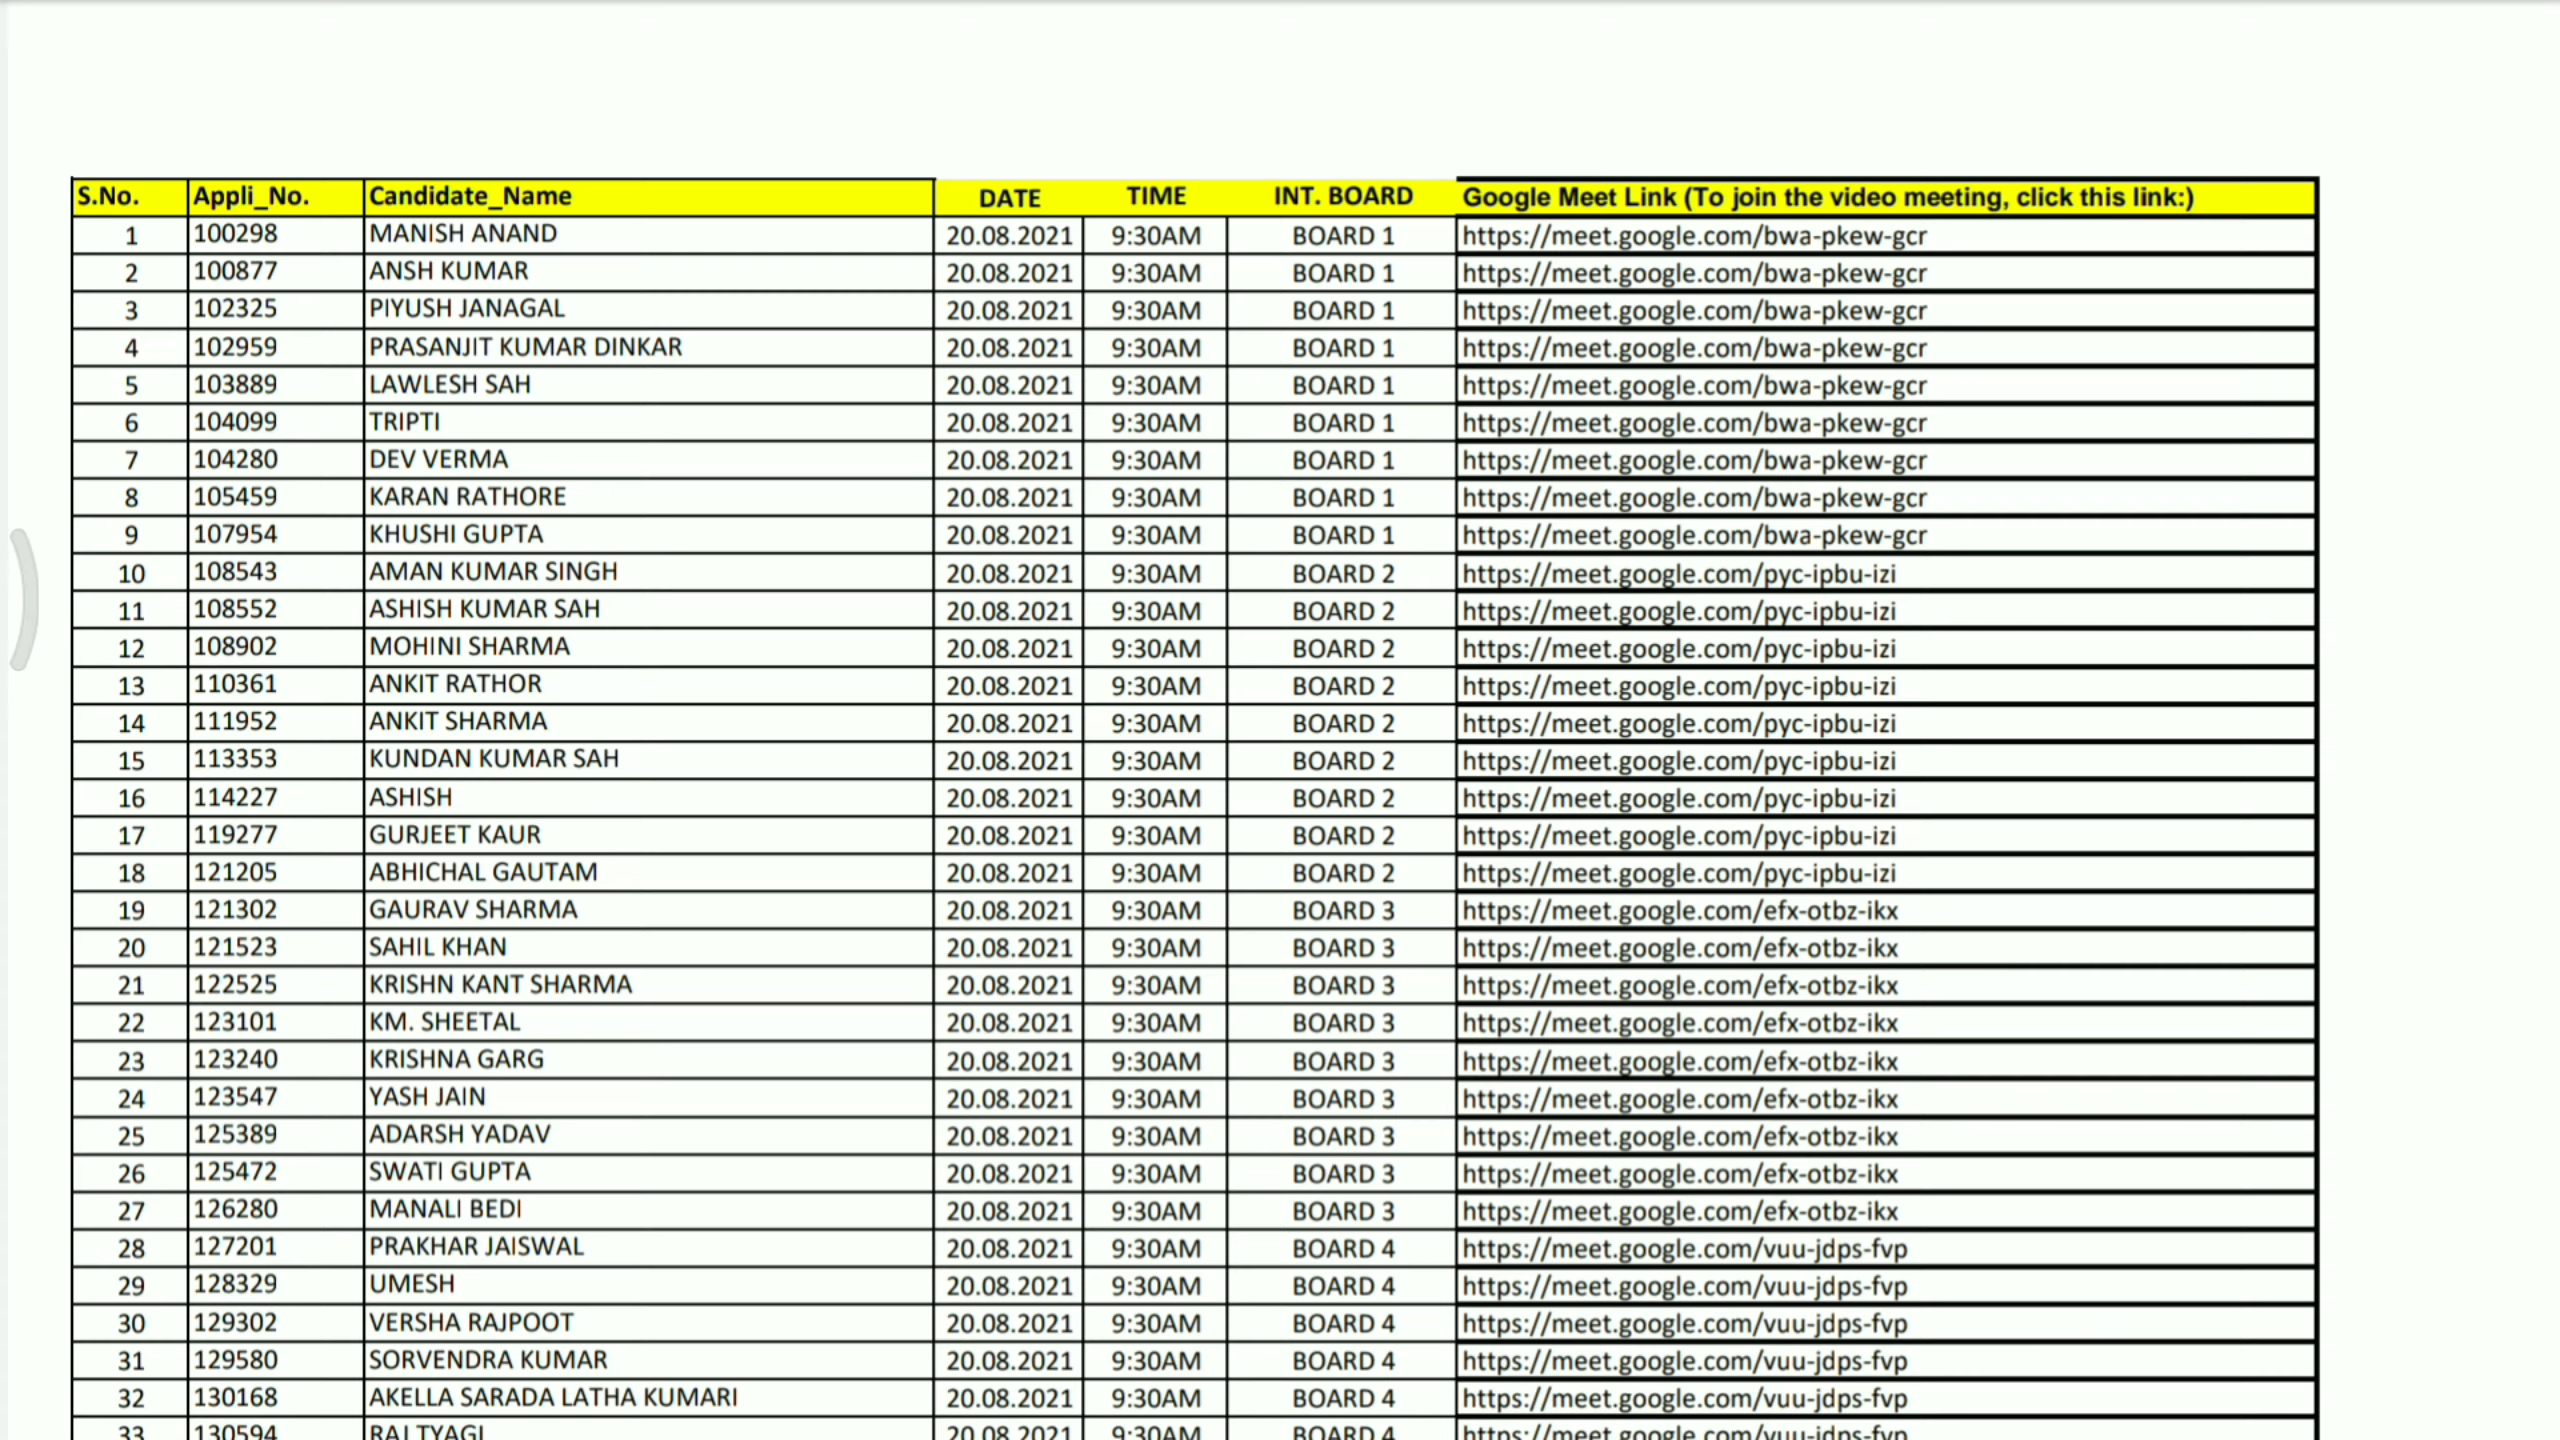 S.No. Appli_No. Candidate_Name DATE TIME INT. BOARD Google Meet Link (To join the video meeting, click this link:)
1 100298 MANISH ANAND 20.08.2021 9:30AM BOARD 1 https://meet.google.com/bwa-pkew-gcr
2 100877 ANSH KUMAR 20.08.2021 9:30AM BOARD 1 https://meet.google.com/bwa-pkew-gcr
3 102325 PIYUSH JANAGAL 20.08.2021 9:30AM BOARD 1 https://meet.google.com/bwa-pkew-gcr
4 102959 PRASANJIT KUMAR DINKAR 20.08.2021 9:30AM BOARD 1 https://meet.google.com/bwa-pkew-gcr
5 103889 LAWLESH SAH 20.08.2021 9:30AM BOARD 1 https://meet.google.com/bwa-pkew-gcr
6 104099 TRIPTI 20.08.2021 9:30AM BOARD 1 https://meet.google.com/bwa-pkew-gcr
7 104280 DEV VERMA 20.08.2021 9:30AM BOARD 1 https://meet.google.com/bwa-pkew-gcr
8 105459 KARAN RATHORE 20.08.2021 9:30AM BOARD 1 https://meet.google.com/bwa-pkew-gcr
9 107954 KHUSHI GUPTA 20.08.2021 9:30AM BOARD 1 https://meet.google.com/bwa-pkew-gcr
10 108543 AMAN KUMAR SINGH 20.08.2021 9:30AM BOARD 2 https://meet.google.com/pyc-ipbu-izi
11 108552 ASHISH KUMAR SAH 20.08.2021 9:30AM BOARD 2 https://meet.google.com/pyc-ipbu-izi
12 108902 MOHINI SHARMA 20.08.2021 9:30AM BOARD 2 https://meet.google.com/pyc-ipbu-izi
13 110361 ANKIT RATHOR 20.08.2021 9:30AM BOARD 2 https://meet.google.com/pyc-ipbu-izi
14 111952 ANKIT SHARMA 20.08.2021 9:30AM BOARD 2 https://meet.google.com/pyc-ipbu-izi
15 113353 KUNDAN KUMAR SAH 20.08.2021 9:30AM BOARD 2 https://meet.google.com/pyc-ipbu-izi
16 114227 ASHISH 20.08.2021 9:30AM BOARD 2 https://meet.google.com/pyc-ipbu-izi
17 119277 GURJEET KAUR 20.08.2021 9:30AM BOARD 2 https://meet.google.com/pyc-ipbu-izi
18 121205 ABHICHAL GAUTAM 20.08.2021 9:30AM BOARD 2 https://meet.google.com/pyc-ipbu-izi
19 121302 GAURAV SHARMA 20.08.2021 9:30AM BOARD 3 https://meet.google.com/efx-otbz-ikx
20 121523 SAHIL KHAN 20.08.2021 9:30AM BOARD 3 https://meet.google.com/efx-otbz-ikx
21 122525 KRISHN KANT SHARMA 20.08.2021 9:30AM BOARD 3 https://meet.google.com/efx-otbz-ikx
22 123101 KM. SHEETAL 20.08.2021 9:30AM BOARD 3 https://meet.google.com/efx-otbz-ikx
23 123240 KRISHNA GARG 20.08.2021 9:30AM BOARD 3 https://meet.google.com/efx-otbz-ikx
24 123547 YASH JAIN 20.08.2021 9:30AM BOARD 3 https://meet.google.com/efx-otbz-ikx
25 125389 ADARSH YADAV 20.08.2021 9:30AM BOARD 3 https://meet.google.com/efx-otbz-ikx
26 125472 SWATI GUPTA 20.08.2021 9:30AM BOARD 3 https://meet.google.com/efx-otbz-ikx
27 126280 MANALI BEDI 20.08.2021 9:30AM BOARD 3 https://meet.google.com/efx-otbz-ikx
28 127201 PRAKHAR JAISWAL 20.08.2021 9:30AM BOARD 4 https://meet.google.com/vuu-jdps-fvp
29 128329 UMESH 20.08.2021 9:30AM BOARD 4 https://meet.google.com/vuu-jdps-fvp
30 129302 VERSHA RAJPOOT 20.08.2021 9:30AM BOARD 4 https://meet.google.com/vuu-jdps-fvp
31 129580 SORVENDRA KUMAR 20.08.2021 9:30AM BOARD 4 https://meet.google.com/vuu-jdps-fvp
32 130168 AKELLA SARADA LATHA KUMARI 20.08.2021 9:30AM BOARD 4 https://meet.google.com/vuu-jdps-fvp
33 130594 RAJ TYAGI 20.08.2021 9:30AM BOARD 4 https://meet.google.com/vuu-jdps-fvp